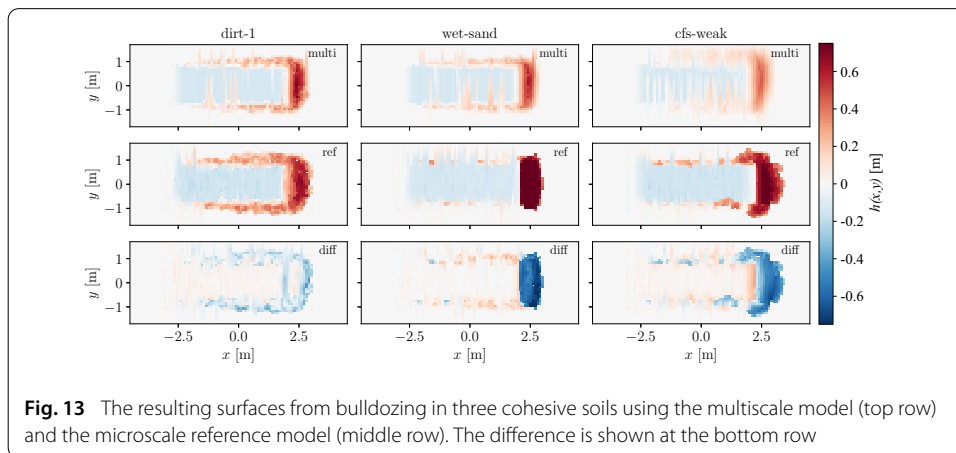 dirt-1 wet-sand cfs-weak
multi multi multi
y [m] 1 0 −1
0.6
0.4
ref ref ref
y [m] 1 0 −1
0.2
0
-0.2
h(x,y) [m]
diff diff diff
y [m] 1 0 −1
-0.4
-0.6
−2.5 0.0 2.5 −2.5 0.0 2.5 −2.5 0.0 2.5
x [m] x [m] x [m]
Fig. 13 The resulting surfaces from bulldozing in three cohesive soils using the multiscale model (top row)
and the microscale reference model (middle row). The difference is shown at the bottom row